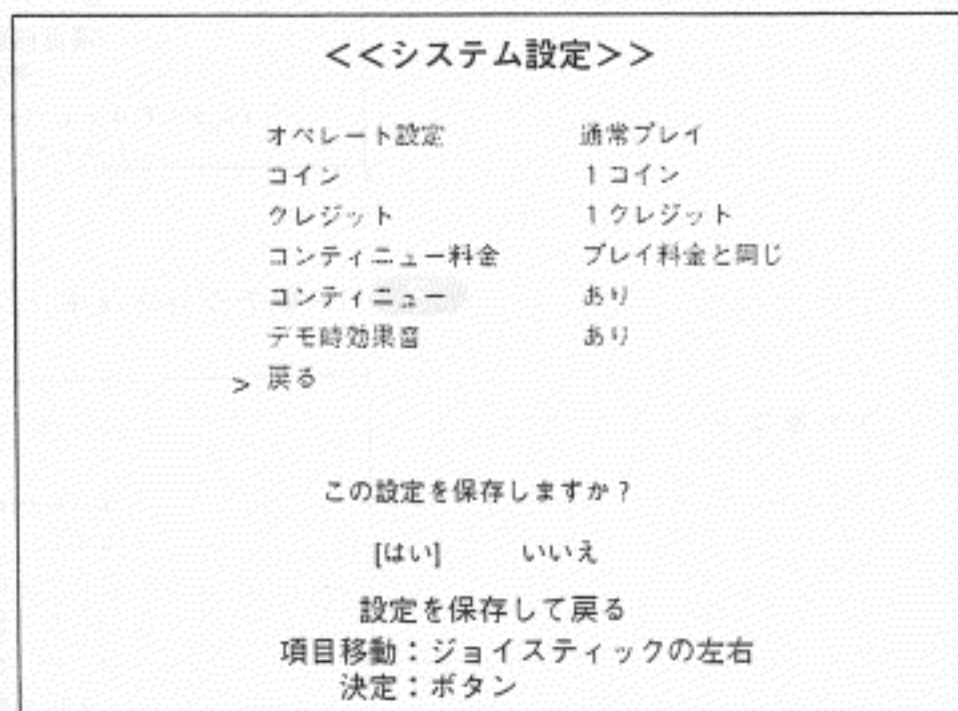 <<システム設定>>
オペレート設定 通常プレイ
コイン 1コイン
クレジット 1クレジット
コンティニュー料金 プレイ料金と同じ
コンティニュー あり
デモ時効果音 あり
> 戻る
この設定を保存しますか?
[はい] いいえ
設定を保存して戻る
項目移動:ジョイスティックの左右
決定:ボタン